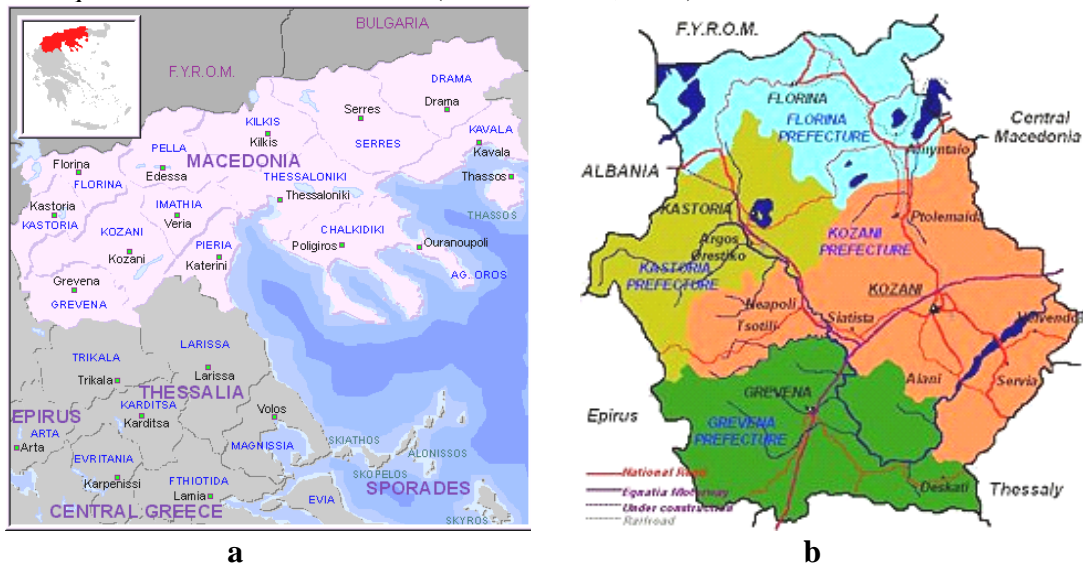 BULGARIA
F.Y.R.O.M.
DRAMA
Drama
Serres
KILKIS
Kilkis
SERRES
KAVALA
Kavala
PELLA
MACEDONIA
Florina
Edessa
THESSALONIKI
Thassos
FLORINA
Thessaloniki
Kastoria
IMATHIA
THASSOS
KASTORIA
Veria
KOZANI
CHALKIDIKI
PIERIA
Poligiros
Ouranoupoli
Kozani
Katerini
Grevena
AG. OROS
GREVENA
LARISSA
TRIKALA
Trikala
Larissa
THESSALIA
KARDITSA
EPIRUS
Karditsa
Volos
ARTA
Arta
MAGNISSIA
SKIATHOS
EVRITANIA
ALONISSOS
Karpenissi
FTHIOTIDA
SKOPELOS
SPORADES
Lamia
EVIA
CENTRAL GREECE
SKYROS
a
F.Y.R.O.M.
FLORINA
FLORINA
PREFECTURE
Central
Macedonia
Amyntaio
ALBANIA
KASTORIA
Ptolemaida
KOZANI
PREFECTURE
Argos
Orestiko
KASTORIA
PREFECTURE
KOZANI
Neapoli
Siatista
Velvendos
Tsotili
Aiani
Servia
GREVENA
Epirus
GREVENA
PREFECTURE
National Road
Egnatia Motorway
Deskati
Thessaly
Under construction
Railroad
b